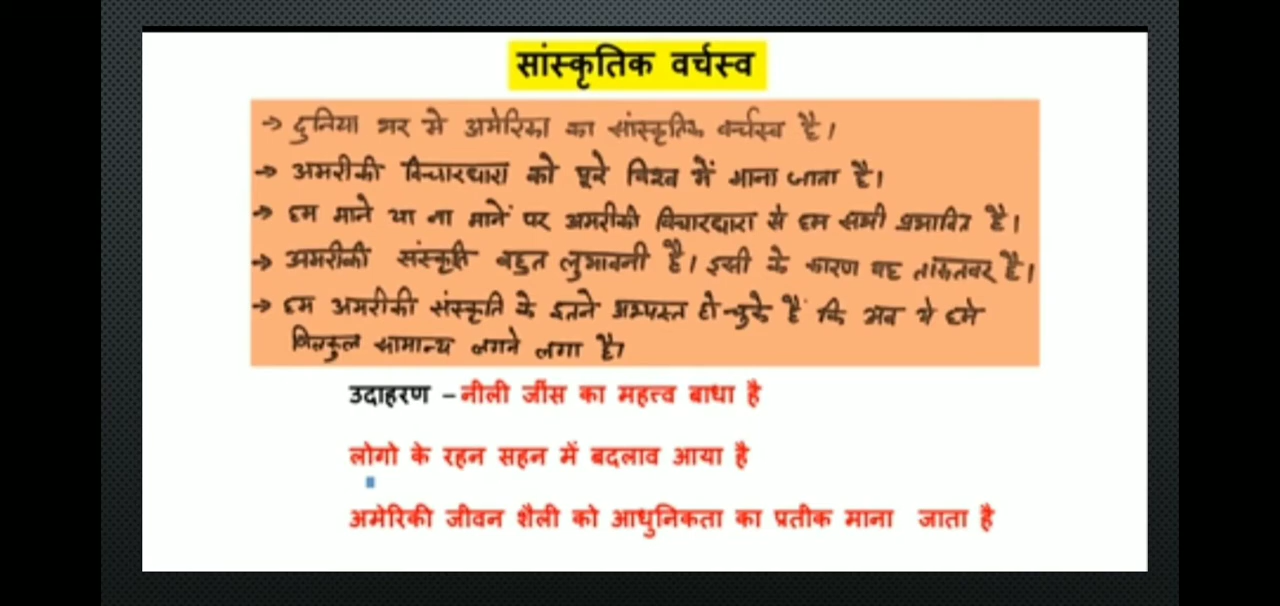 सांस्कृतिक वर्चस्व
→ दुनिया भर मे अमेरिका का सांस्कृतिक वर्चस्व है।
→ अमरीकी विचारधारा को पूरे विश्व में माना जाता है।
→ हम माने या ना मानें पर अमरीकी विचारधारा से हम सभी प्रभावित है।
→ अमरीकी संस्कृति बहुत लुभावनी है। इसी के कारण यह ताकतवर है।
→ हम अमरीकी संस्कृति के इतने अभ्यस्त हो चुके हैं कि अब ये हमे
बिलकुल सामान्य लगने लगा है।
उदाहरण – नीली जींस का महत्त्व बाधा है
लोगो के रहन सहन में बदलाव आया है
अमेरिकी जीवन शैली को आधुनिकता का प्रतीक माना जाता है